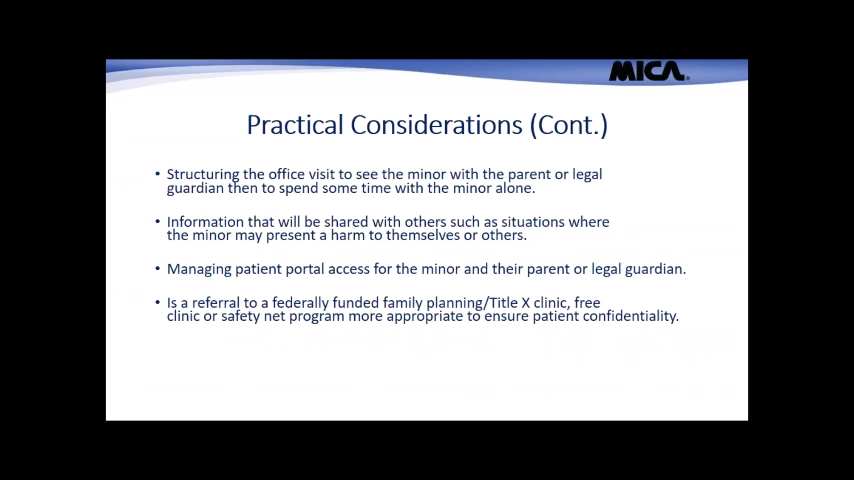 MICA®
Practical Considerations (Cont.)
• Structuring the office visit to see the minor with the parent or legal
guardian then to spend some time with the minor alone.
• Information that will be shared with others such as situations where
the minor may present a harm to themselves or others.
• Managing patient portal access for the minor and their parent or legal guardian.
• Is a referral to a federally funded family planning/Title X clinic, free
clinic or safety net program more appropriate to ensure patient confidentiality.